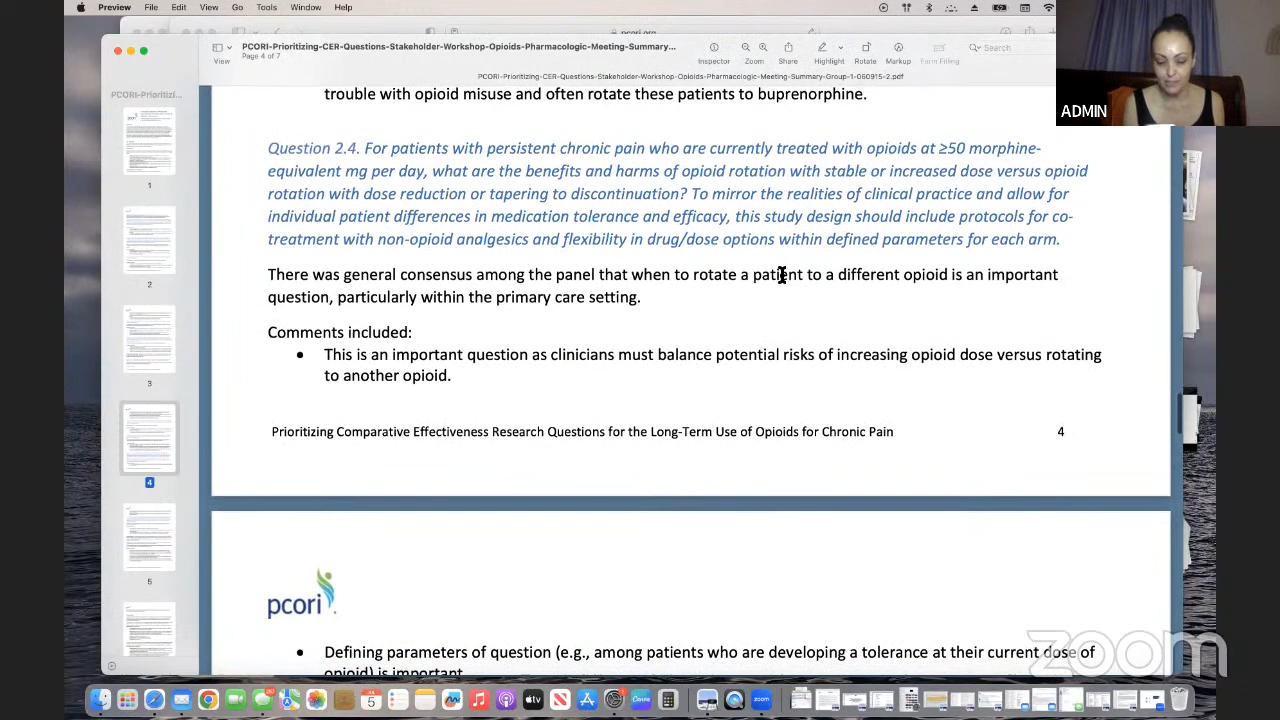 Preview File Edit View Go Tools Window Help
pcori.org
PCORI-Prioritizing-CER-Questions-Stakeholder-Workshop-Opioids-Pharmacologic-Meeting-Summary...
Page 4 of 7
View
Inspector Zoom Share Highlight Rotate Markup Form Filling
Search
PCORI-Prioritizi...
PCORI-Prioritizing-CER-Questions-Stakeholder-Workshop-Opioids-Pharmacologic-Meeting-Summary-Group-1-060915-2.pdf
ADMIN
trouble with opioid misuse and
these patients to
Question 2.4. For patients with persistent chronic pain who are currently treated with opioids at ≥50 morphine-
equivalent mg per day, what are the benefits and harms of opioid rotation with stable or increased dose versus opioid
rotation with dose reduction or tapering to discontinuation? To mirror the realities of clinical practice and allow for
individual patient differences in medication tolerance and efficacy, this study design should include protocols for co-
treatment with non-opioid analgesics and flexibility in drug/dose options within certain parameters for each arm.
There was general consensus among the panel that when to rotate a patient to a different opioid is an important
question, particularly within the primary care setting.
Comments included:
This is an important question as clinicians must balance potential risks of increasing opioid dose versus rotating
to another opioid.
Prioritizing Comparative Effectiveness Research Questions for the Long-Term Use of Opioids for Chronic Pain |
4
pcori
Defining parameters of rotation (e.g., among patients who are developing a tolerance at their current dose of
1
2
3
4
5
zoom